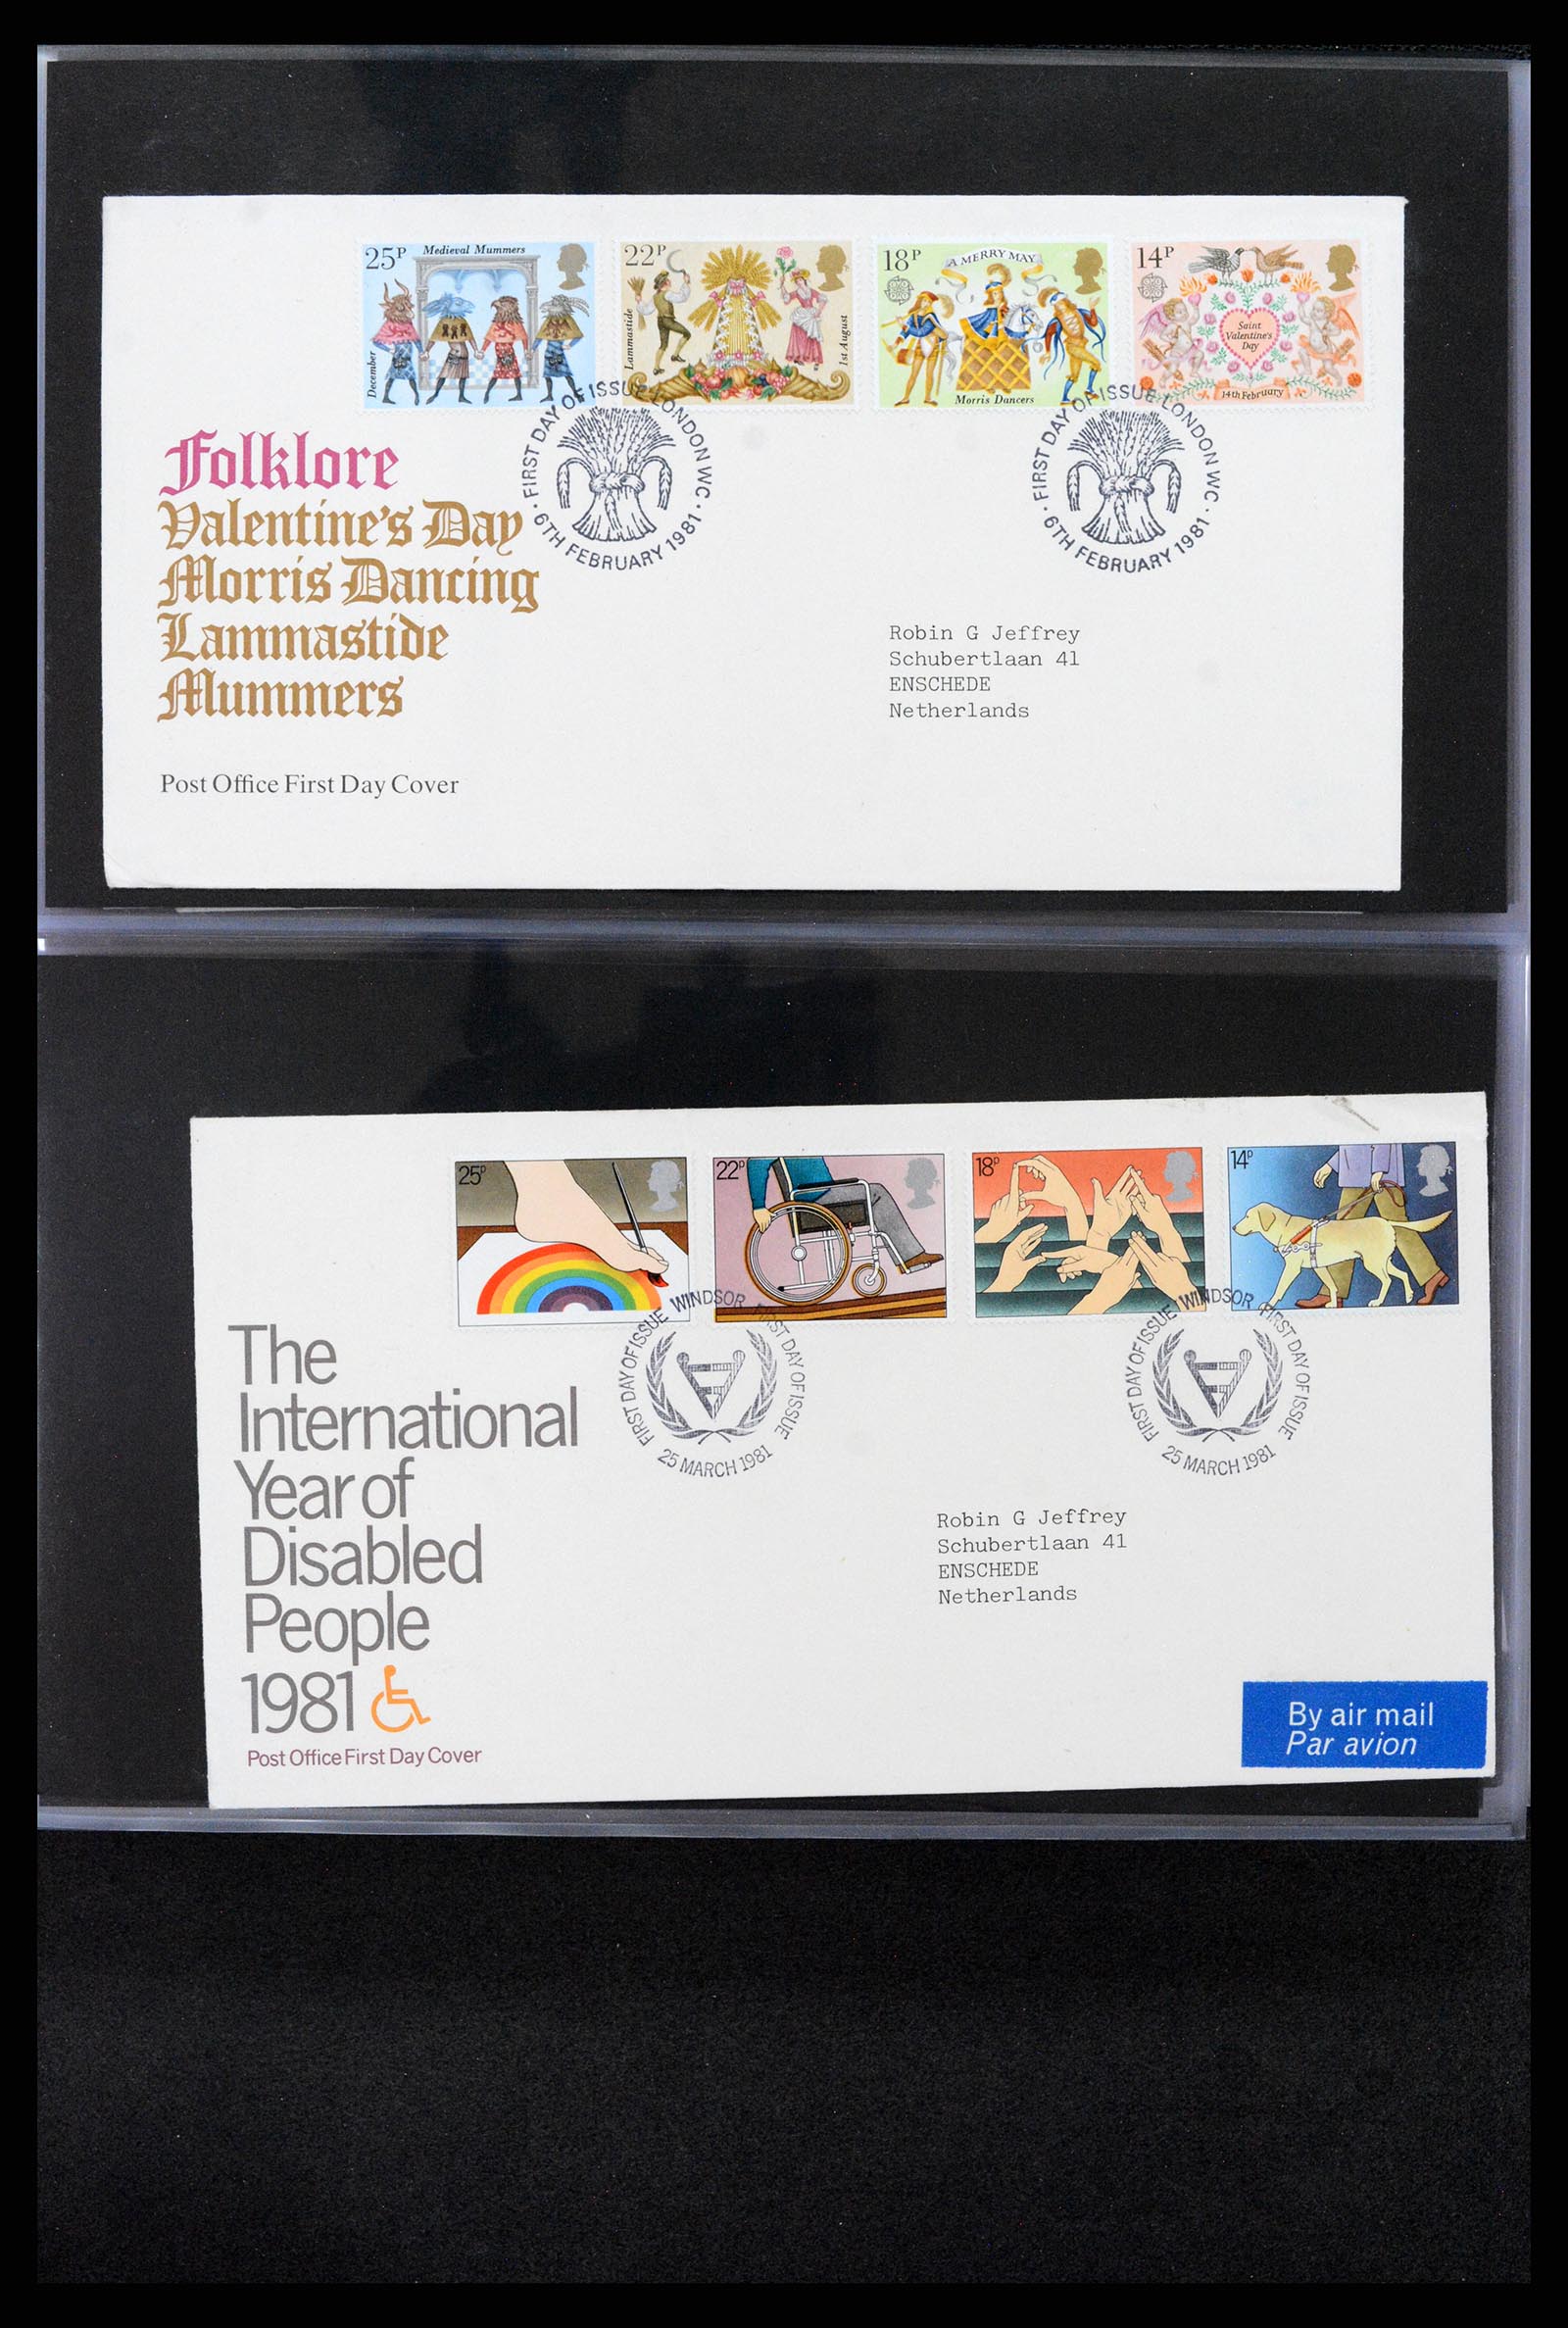 25P
Medieval Mummers
December
22P
Lammastide
1st August
18P
A MERRY MAY
Morris Dancers
14P
Saint
Valentine's
Day
14th February
· FIRST DAY OF ISSUE LONDON WC ·
6TH FEBRUARY 1981
· FIRST DAY OF ISSUE LONDON WC ·
6TH FEBRUARY 1981
Folklore
Valentine's Day
Morris Dancing
Lammastide
Mummers
Robin G Jeffrey
Schubertlaan 41
ENSCHEDE
Netherlands
Post Office First Day Cover
25P
22P
18P
14P
FIRST DAY OF ISSUE WINDSOR FIRST DAY OF ISSUE
25 MARCH 1981
FIRST DAY OF ISSUE WINDSOR FIRST DAY OF ISSUE
25 MARCH 1981
The
International
Year of
Disabled
People
1981
Post Office First Day Cover
Robin G Jeffrey
Schubertlaan 41
ENSCHEDE
Netherlands
By air mail
Par avion